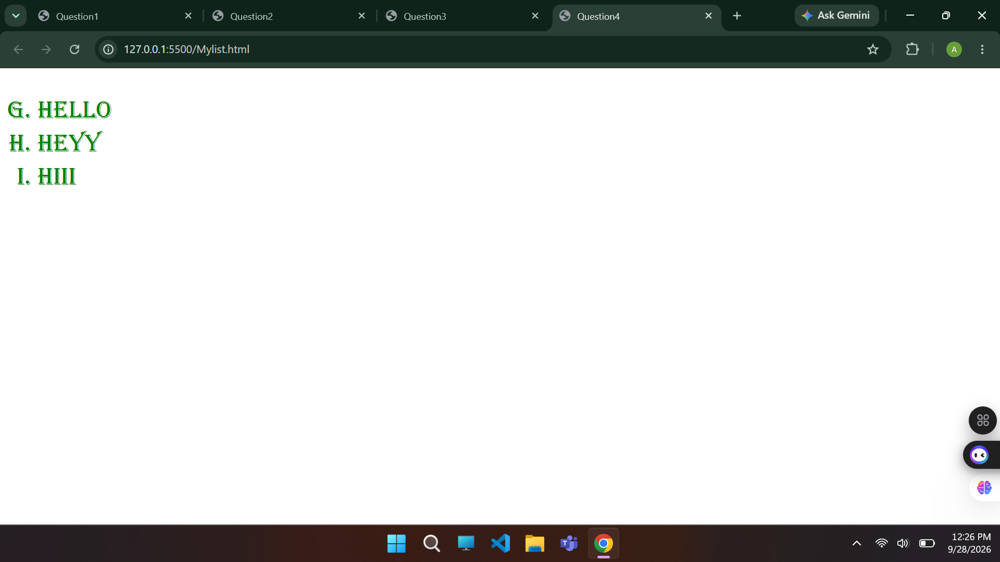 Question1
Question2
Question3
Question4
Ask Gemini
127.0.0.1:5500/Mylist.html
A
G. HELLO
H. HEYY
I. HIII
T
12:26 PM
9/28/2026